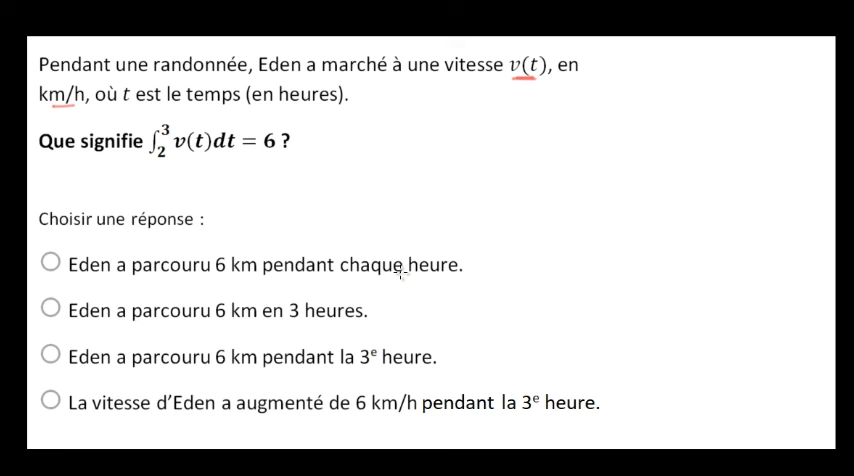 Pendant une randonnée, Eden a marché à une vitesse v(t), en
km/h, où t est le temps (en heures).
Que signifie ∫₂³ v(t)dt = 6 ?
Choisir une réponse :
Eden a parcouru 6 km pendant chaque heure.
Eden a parcouru 6 km en 3 heures.
Eden a parcouru 6 km pendant la 3ᵉ heure.
La vitesse d’Eden a augmenté de 6 km/h pendant la 3ᵉ heure.